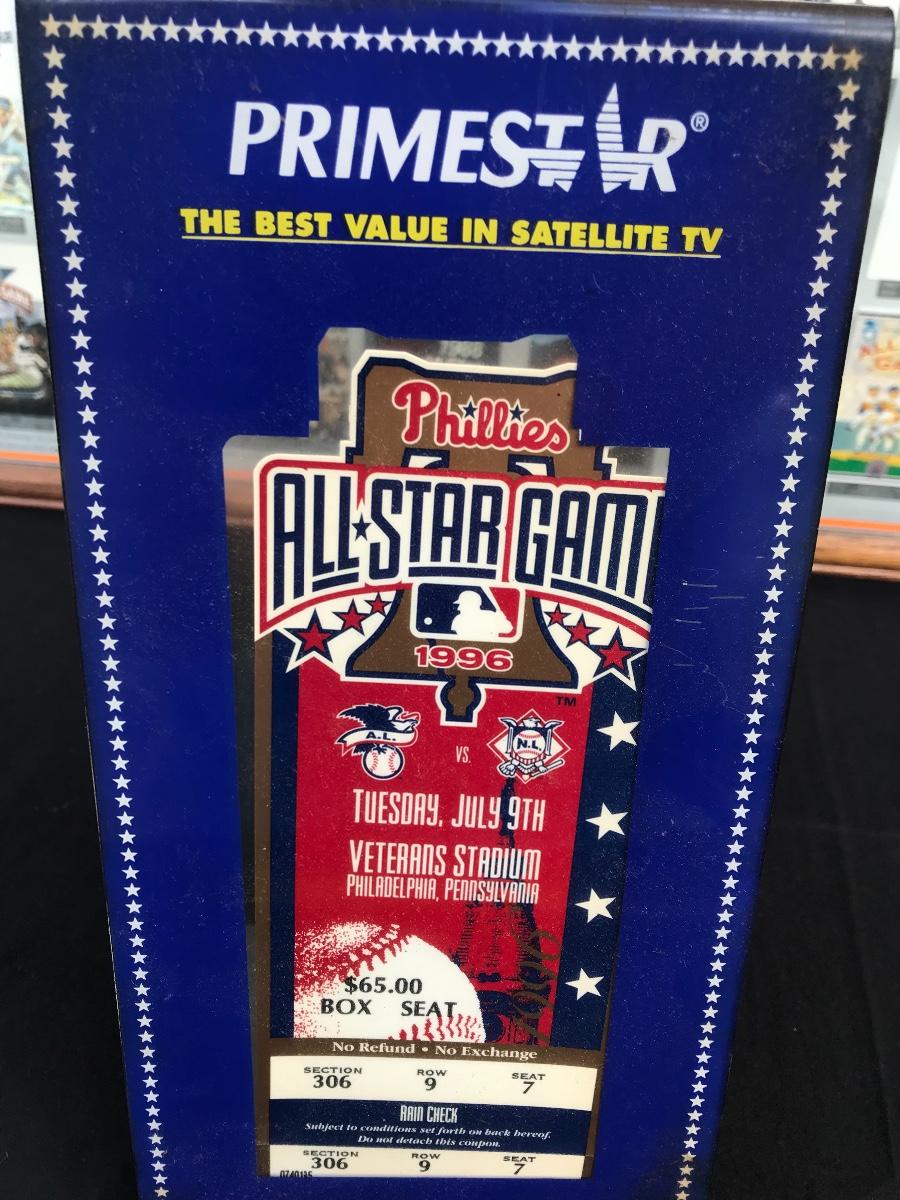 PRIMESTAR®
THE BEST VALUE IN SATELLITE TV
Phillies
ALL STAR GAM
1996
TM
A.L.
VS.
N.L.
TUESDAY, JULY 9TH
VETERANS STADIUM
PHILADELPHIA, PENNSYLVANIA
$65.00
BOX SEAT
No Refund • No Exchange
SECTION ROW SEAT
306 9 7
RAIN CHECK
Subject to conditions set forth on back hereof.
Do not detach this coupon.
SECTION ROW SEAT
306 9 7